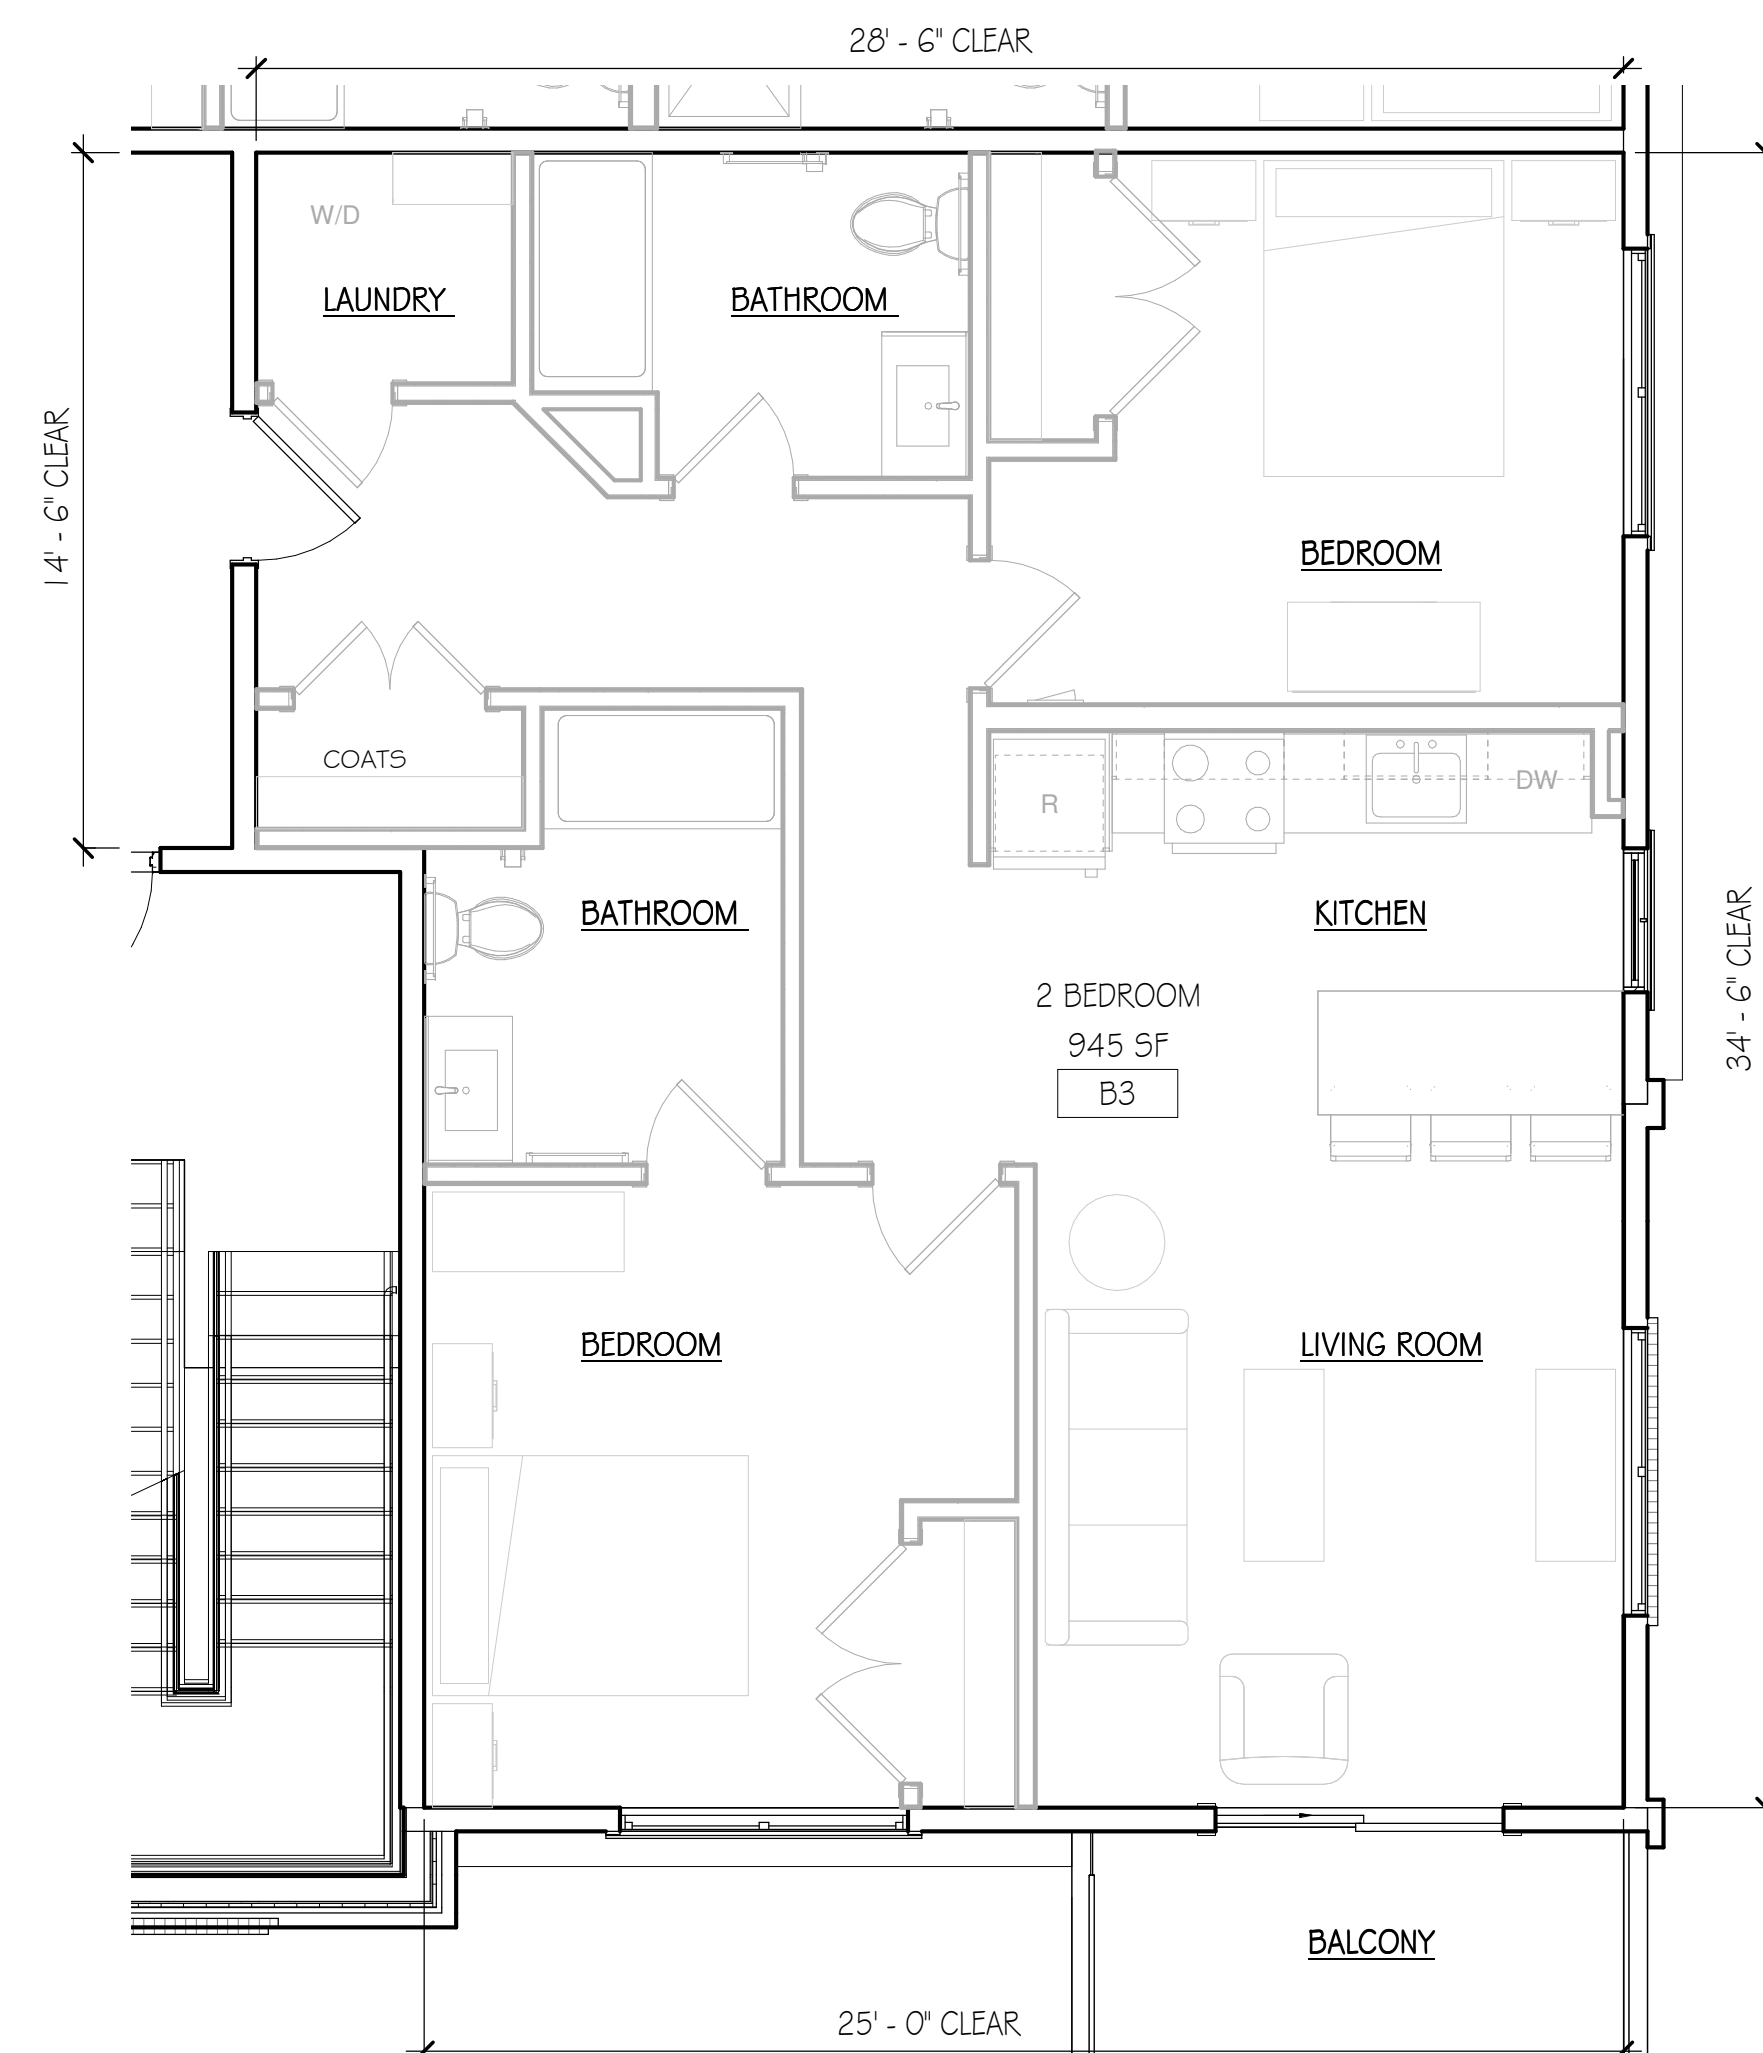 28' - 6" CLEAR
W/D
LAUNDRY
BATHROOM
14' - 6" CLEAR
BEDROOM
COATS
R
DW
BATHROOM
KITCHEN
34' - 6" CLEAR
2 BEDROOM
945 SF
B3
BEDROOM
LIVING ROOM
BALCONY
25' - 0" CLEAR